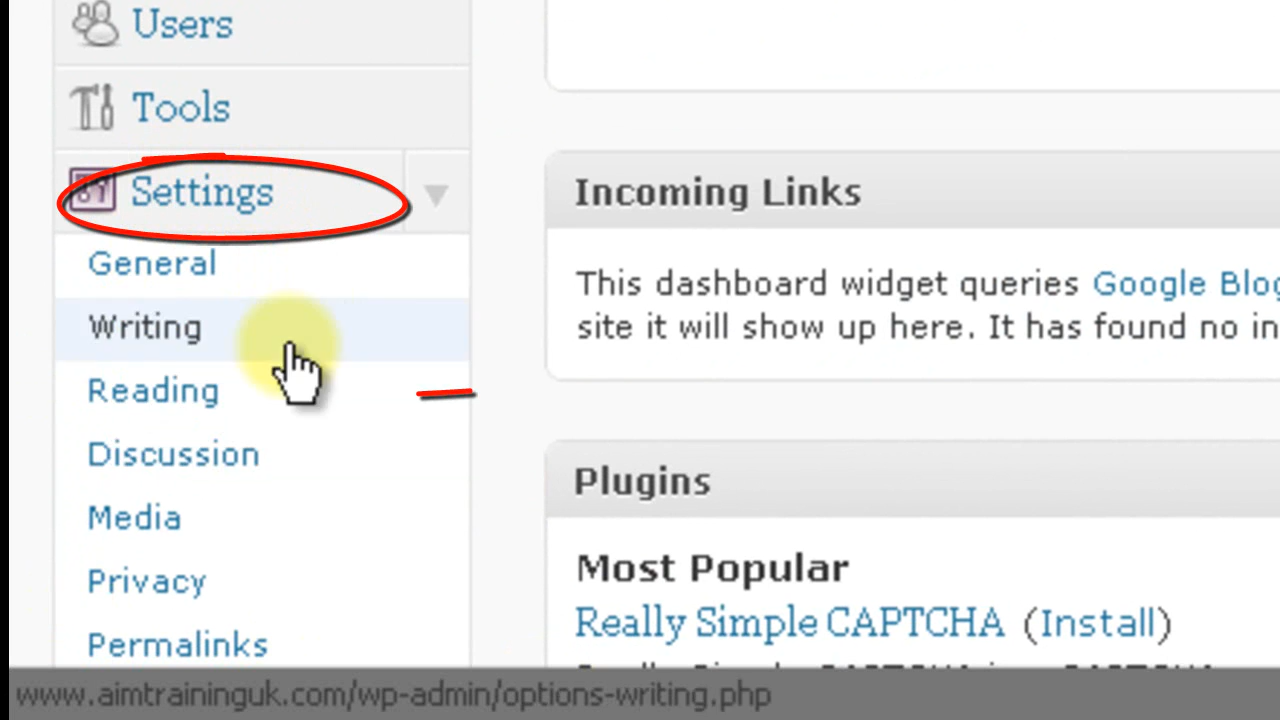 Users
Tools
Settings
General
Writing
Reading
Discussion
Media
Privacy
Permalinks
Incoming Links
This dashboard widget queries Google Blog
site it will show up here. It has found no in
Plugins
Most Popular
Really Simple CAPTCHA (Install)
www.aimtraininguk.com/wp-admin/options-writing.php